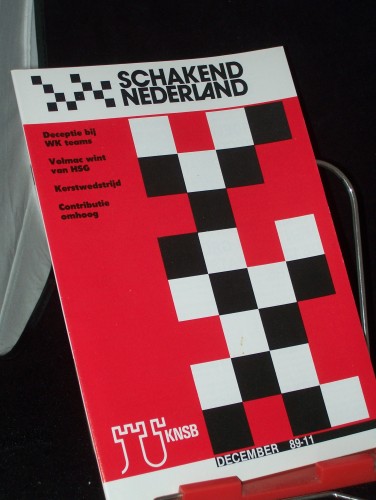 SCHAKEND
NEDERLAND
Deceptie bij
WK teams
Volmac wint
van HSG
Kerstwedstrijd
Contributie
omhoog
KNSB
DECEMBER 89-11